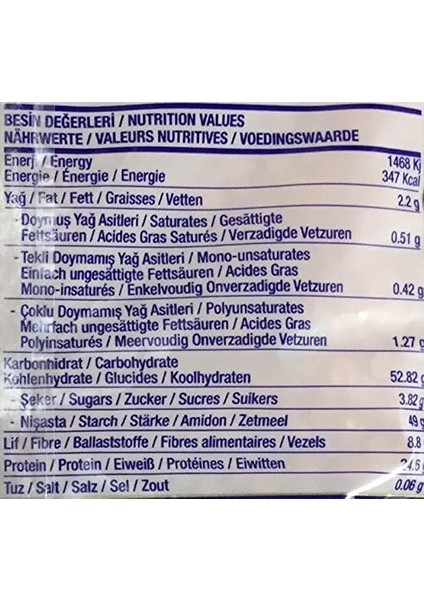 BESİN DEĞERLERİ / NUTRITION VALUES
NÄHRWERTE / VALEURS NUTRITIVES / VOEDINGSWAARDE
Enerji / Energy 1468 Kj
Energie / Énergie / Energie 347 Kcal
Yağ / Fat / Fett / Graisses / Vetten 2.2 g
- Doymuş Yağ Asitleri / Saturates / Gesättigte
Fettsäuren / Acides Gras Saturés / Verzadigde Vetzuren 0.51 g
- Tekli Doymamış Yağ Asitleri / Mono-unsaturates
Einfach ungesättigte Fettsäuren / Acides Gras
Mono-insaturés / Enkelvoudig Onverzadigde Vetzuren 0.42 g
- Çoklu Doymamış Yağ Asitleri / Polyunsaturates
Mehrfach ungesättigte Fettsäuren / Acides Gras
Polyinsaturés / Meervoudig Onverzadigde Vetzuren 1.27 g
Karbonhidrat / Carbohydrate
Kohlenhydrate / Glucides / Koolhydraten 52.82 g
- Şeker / Sugars / Zucker / Sucres / Suikers 3.82 g
- Nişasta / Starch / Stärke / Amidon / Zetmeel 49 g
Lif / Fibre / Ballaststoffe / Fibres alimentaires / Vezels 8.8 g
Protein / Protein / Eiweiß / Protéines / Eiwitten 24.6 g
Tuz / Salt / Salz / Sel / Zout 0.06 g